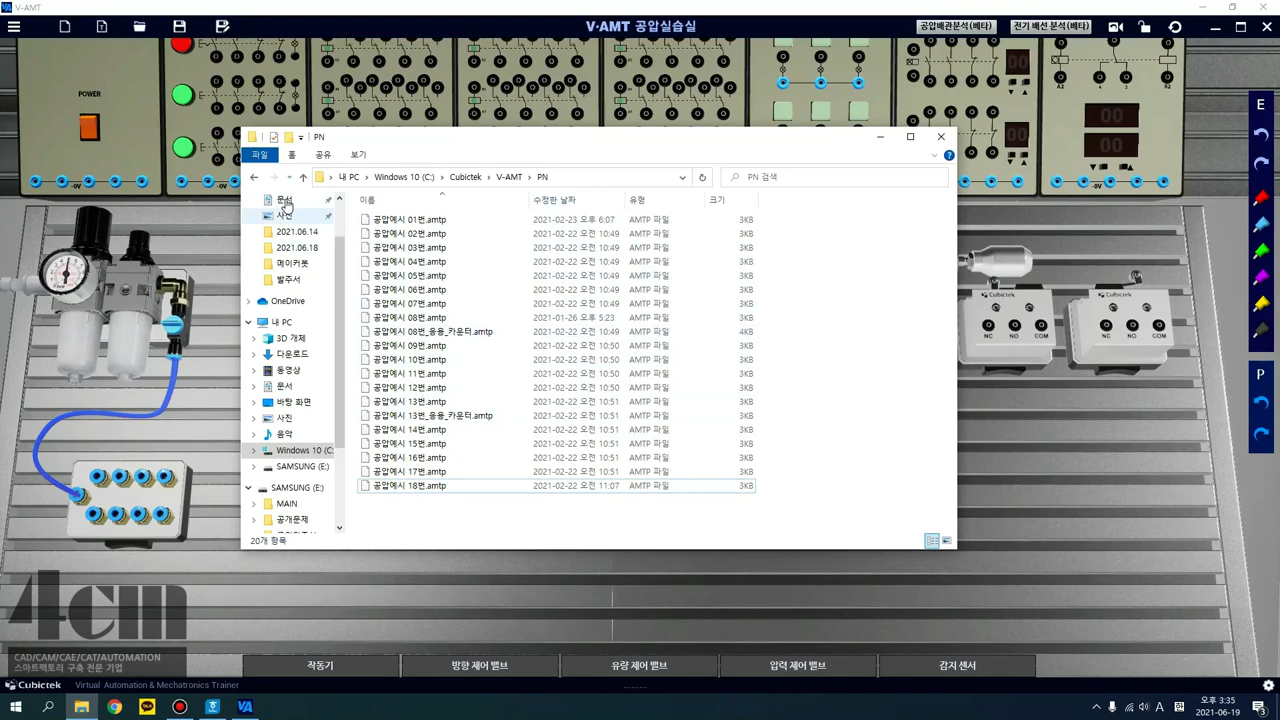 V-AMT
V-AMT 공압실습실
공압배관분석(베타)
전기 배선 분석(베타)
POWER
E
P
PN
파일
홈
공유
보기
내 PC
Windows 10 (C:)
Cubictek
V-AMT
PN
PN 검색
이름
수정한 날짜
유형
크기
공압예시 01번.amtp 2021-02-23 오후 6:07 AMTP 파일 3KB
공압예시 02번.amtp 2021-02-22 오전 10:49 AMTP 파일 3KB
공압예시 03번.amtp 2021-02-22 오전 10:49 AMTP 파일 3KB
공압예시 04번.amtp 2021-02-22 오전 10:49 AMTP 파일 3KB
공압예시 05번.amtp 2021-02-22 오전 10:49 AMTP 파일 3KB
공압예시 06번.amtp 2021-02-22 오전 10:49 AMTP 파일 3KB
공압예시 07번.amtp 2021-02-22 오전 10:49 AMTP 파일 3KB
공압예시 08번.amtp 2021-01-26 오후 5:23 AMTP 파일 3KB
공압예시 08번_응용_카운터.amtp 2021-02-22 오전 10:49 AMTP 파일 4KB
공압예시 09번.amtp 2021-02-22 오전 10:50 AMTP 파일 3KB
공압예시 10번.amtp 2021-02-22 오전 10:50 AMTP 파일 3KB
공압예시 11번.amtp 2021-02-22 오전 10:50 AMTP 파일 3KB
공압예시 12번.amtp 2021-02-22 오전 10:50 AMTP 파일 3KB
공압예시 13번.amtp 2021-02-22 오전 10:51 AMTP 파일 3KB
공압예시 13번_응용_카운터.amtp 2021-02-22 오전 10:51 AMTP 파일 3KB
공압예시 14번.amtp 2021-02-22 오전 10:51 AMTP 파일 3KB
공압예시 15번.amtp 2021-02-22 오전 10:51 AMTP 파일 3KB
공압예시 16번.amtp 2021-02-22 오전 10:51 AMTP 파일 3KB
공압예시 17번.amtp 2021-02-22 오전 10:51 AMTP 파일 3KB
공압예시 18번.amtp 2021-02-22 오전 11:07 AMTP 파일 3KB
문서
사진
2021.06.14
2021.06.18
메이커봇
발주서
OneDrive
내 PC
3D 개체
다운로드
동영상
문서
바탕 화면
사진
음악
Windows 10 (C:
SAMSUNG (E:)
SAMSUNG (E:)
MAIN
공개문제
20개 항목
Cubictek
NC NO COM
Cubictek
NC NO COM
4cm
CAD/CAM/CAE/CAT/AUTOMATION
스마트팩토리 구축 전문 기업
작동기
방향 제어 밸브
유량 제어 밸브
압력 제어 밸브
감지 센서
Cubictek Virtual Automation & Mechatronics Trainer
A
오후 3:35
2021-06-19
3